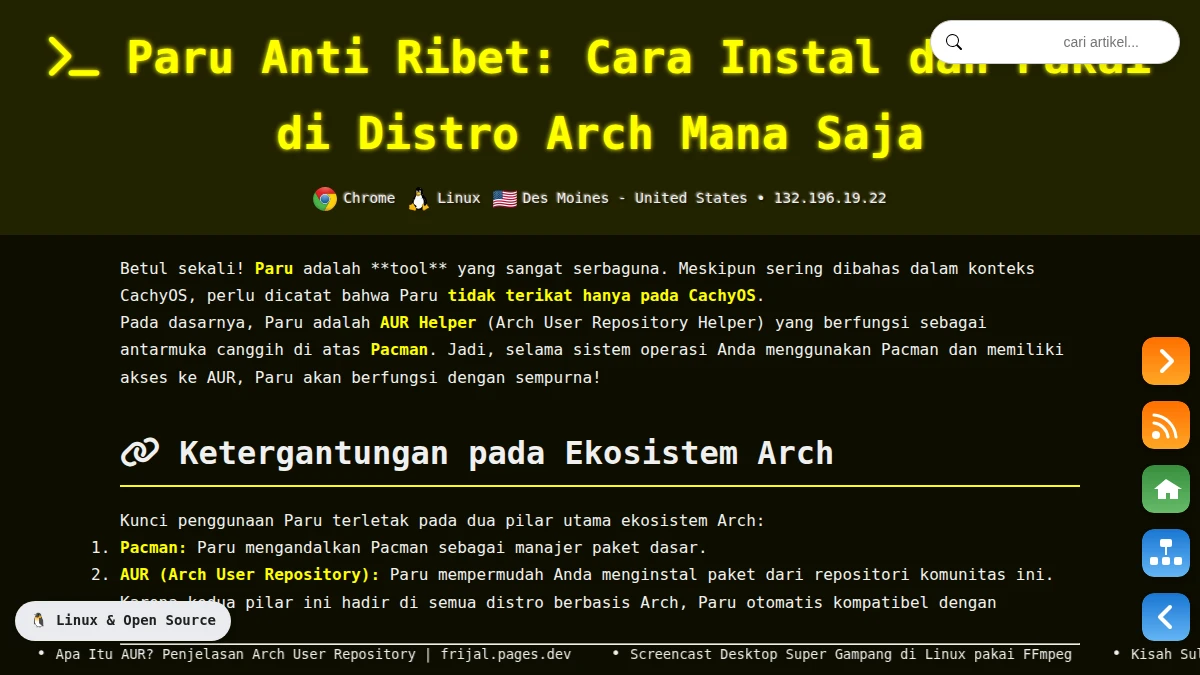 Paru Anti Ribet: Cara Instal dan Pakai
di Distro Arch Mana Saja
cari artikel...
Chrome Linux Des Moines - United States • 132.196.19.22
Betul sekali! Paru adalah **tool** yang sangat serbaguna. Meskipun sering dibahas dalam konteks
CachyOS, perlu dicatat bahwa Paru tidak terikat hanya pada CachyOS.
Pada dasarnya, Paru adalah AUR Helper (Arch User Repository Helper) yang berfungsi sebagai
antarmuka canggih di atas Pacman. Jadi, selama sistem operasi Anda menggunakan Pacman dan memiliki
akses ke AUR, Paru akan berfungsi dengan sempurna!
Ketergantungan pada Ekosistem Arch
Kunci penggunaan Paru terletak pada dua pilar utama ekosistem Arch:
1. Pacman: Paru mengandalkan Pacman sebagai manajer paket dasar.
2. AUR (Arch User Repository): Paru mempermudah Anda menginstal paket dari repositori komunitas ini.
Karena kedua pilar ini hadir di semua distro berbasis Arch, Paru otomatis kompatibel dengan
Linux & Open Source
• Apa Itu AUR? Penjelasan Arch User Repository | frijal.pages.dev • Screencast Desktop Super Gampang di Linux pakai FFmpeg • Kisah